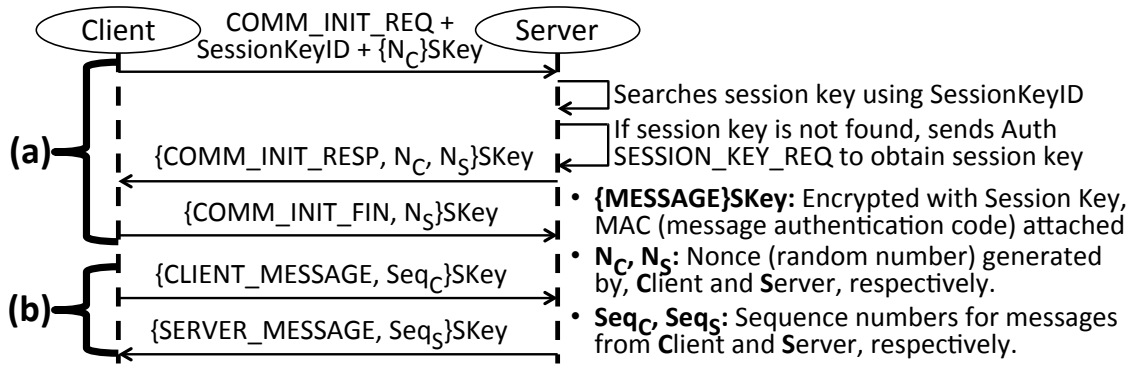 Client
COMM_INIT_REQ +
SessionKeyID + {N_C}SKey
Server
Searches session key using SessionKeyID
If session key is not found, sends Auth
SESSION_KEY_REQ to obtain session key
(a)
{COMM_INIT_RESP, N_C, N_S}SKey
{COMM_INIT_FIN, N_S}SKey
(b)
{CLIENT_MESSAGE, Seq_C}SKey
{SERVER_MESSAGE, Seq_S}SKey
• {MESSAGE}SKey: Encrypted with Session Key,
MAC (message authentication code) attached
• N_C, N_S: Nonce (random number) generated
by, Client and Server, respectively.
• Seq_C, Seq_S: Sequence numbers for messages
from Client and Server, respectively.